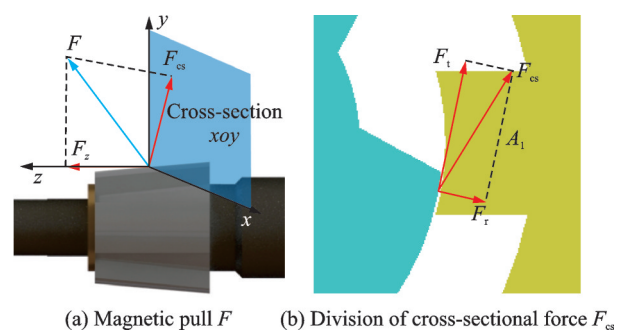 y
F
F_cs
Cross-section
xoy
F_z
z
x
F_t
F_cs
A_1
F_r
(a) Magnetic pull F
(b) Division of cross-sectional force F_cs